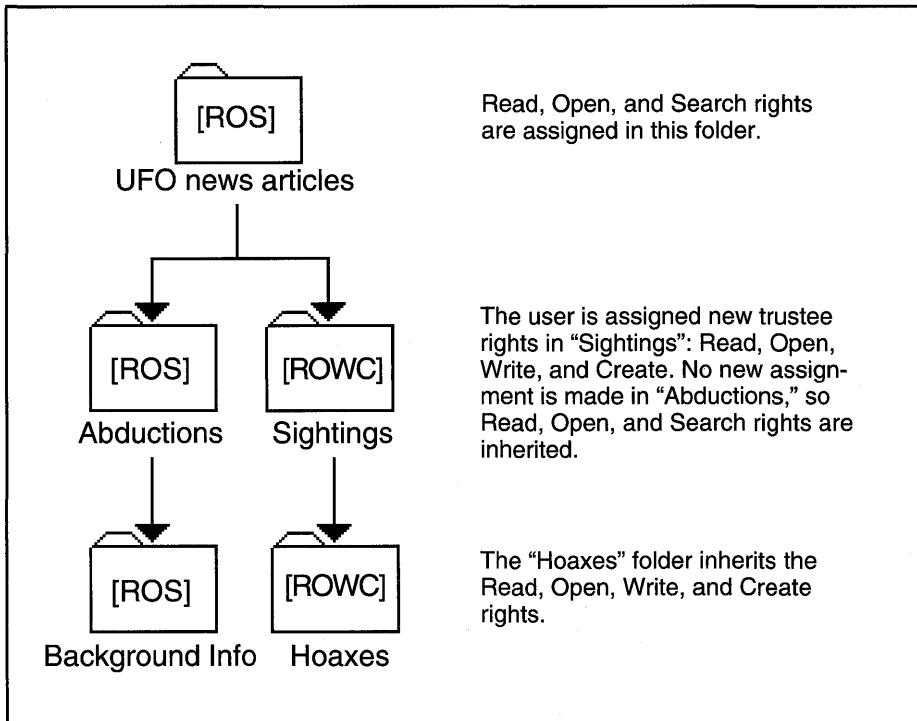 [ROS]
UFO news articles
Read, Open, and Search rights
are assigned in this folder.
[ROS]
Abductions
[ROWC]
Sightings
The user is assigned new trustee
rights in “Sightings”: Read, Open,
Write, and Create. No new assign-
ment is made in “Abductions,” so
Read, Open, and Search rights are
inherited.
[ROS]
Background Info
[ROWC]
Hoaxes
The “Hoaxes” folder inherits the
Read, Open, Write, and Create
rights.